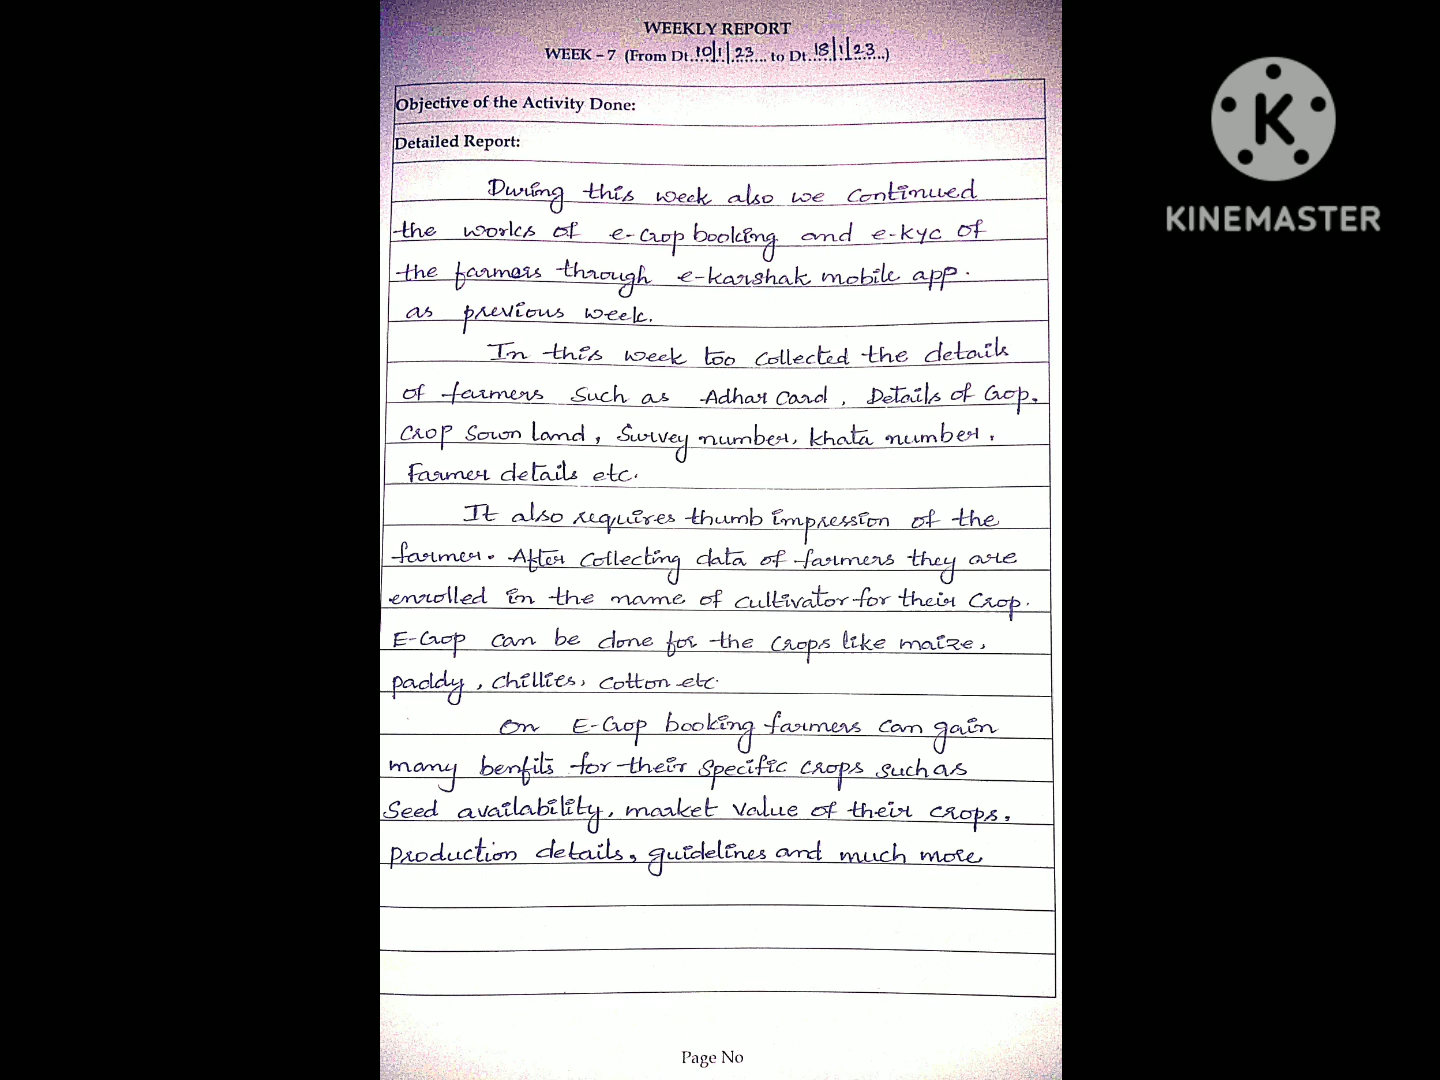 WEEKLY REPORT
WEEK – 7 (From Dt. 10/1/23... to Dt. 18/1/23..)
Objective of the Activity Done:
Detailed Report:
During this week also we continued
the works of e-crop booking and e-kyc of
the farmers through e-karshak mobile app.
as previous week.
In this week too collected the details
of farmers such as Adhar card, Details of Crop,
crop sown land, Survey number, khata number,
Farmer details etc.
It also requires thumb impression of the
farmer. After collecting data of farmers they are
enrolled in the name of cultivator for their crop.
E-Crop can be done for the crops like maize,
paddy, chillies, cotton etc.
On E-Crop booking farmers can gain
many benfits for their specific crops such as
Seed availability, market value of their crops,
production details, guidelines and much more
Page No
K
KINEMASTER